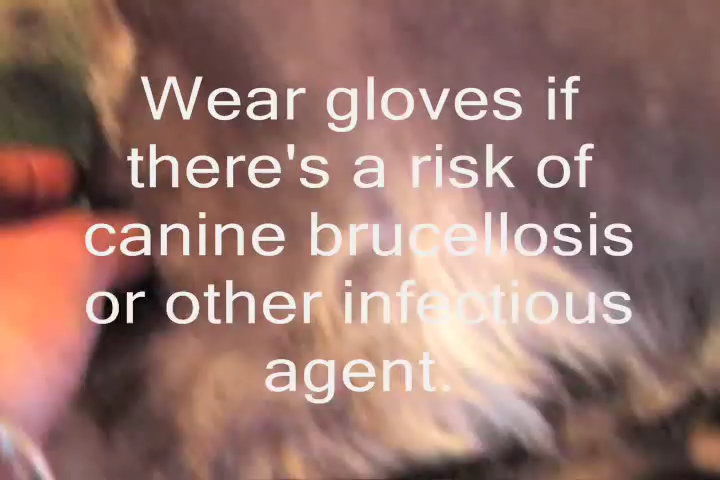 Wear gloves if
there's a risk of
canine brucellosis
or other infectious
agent.